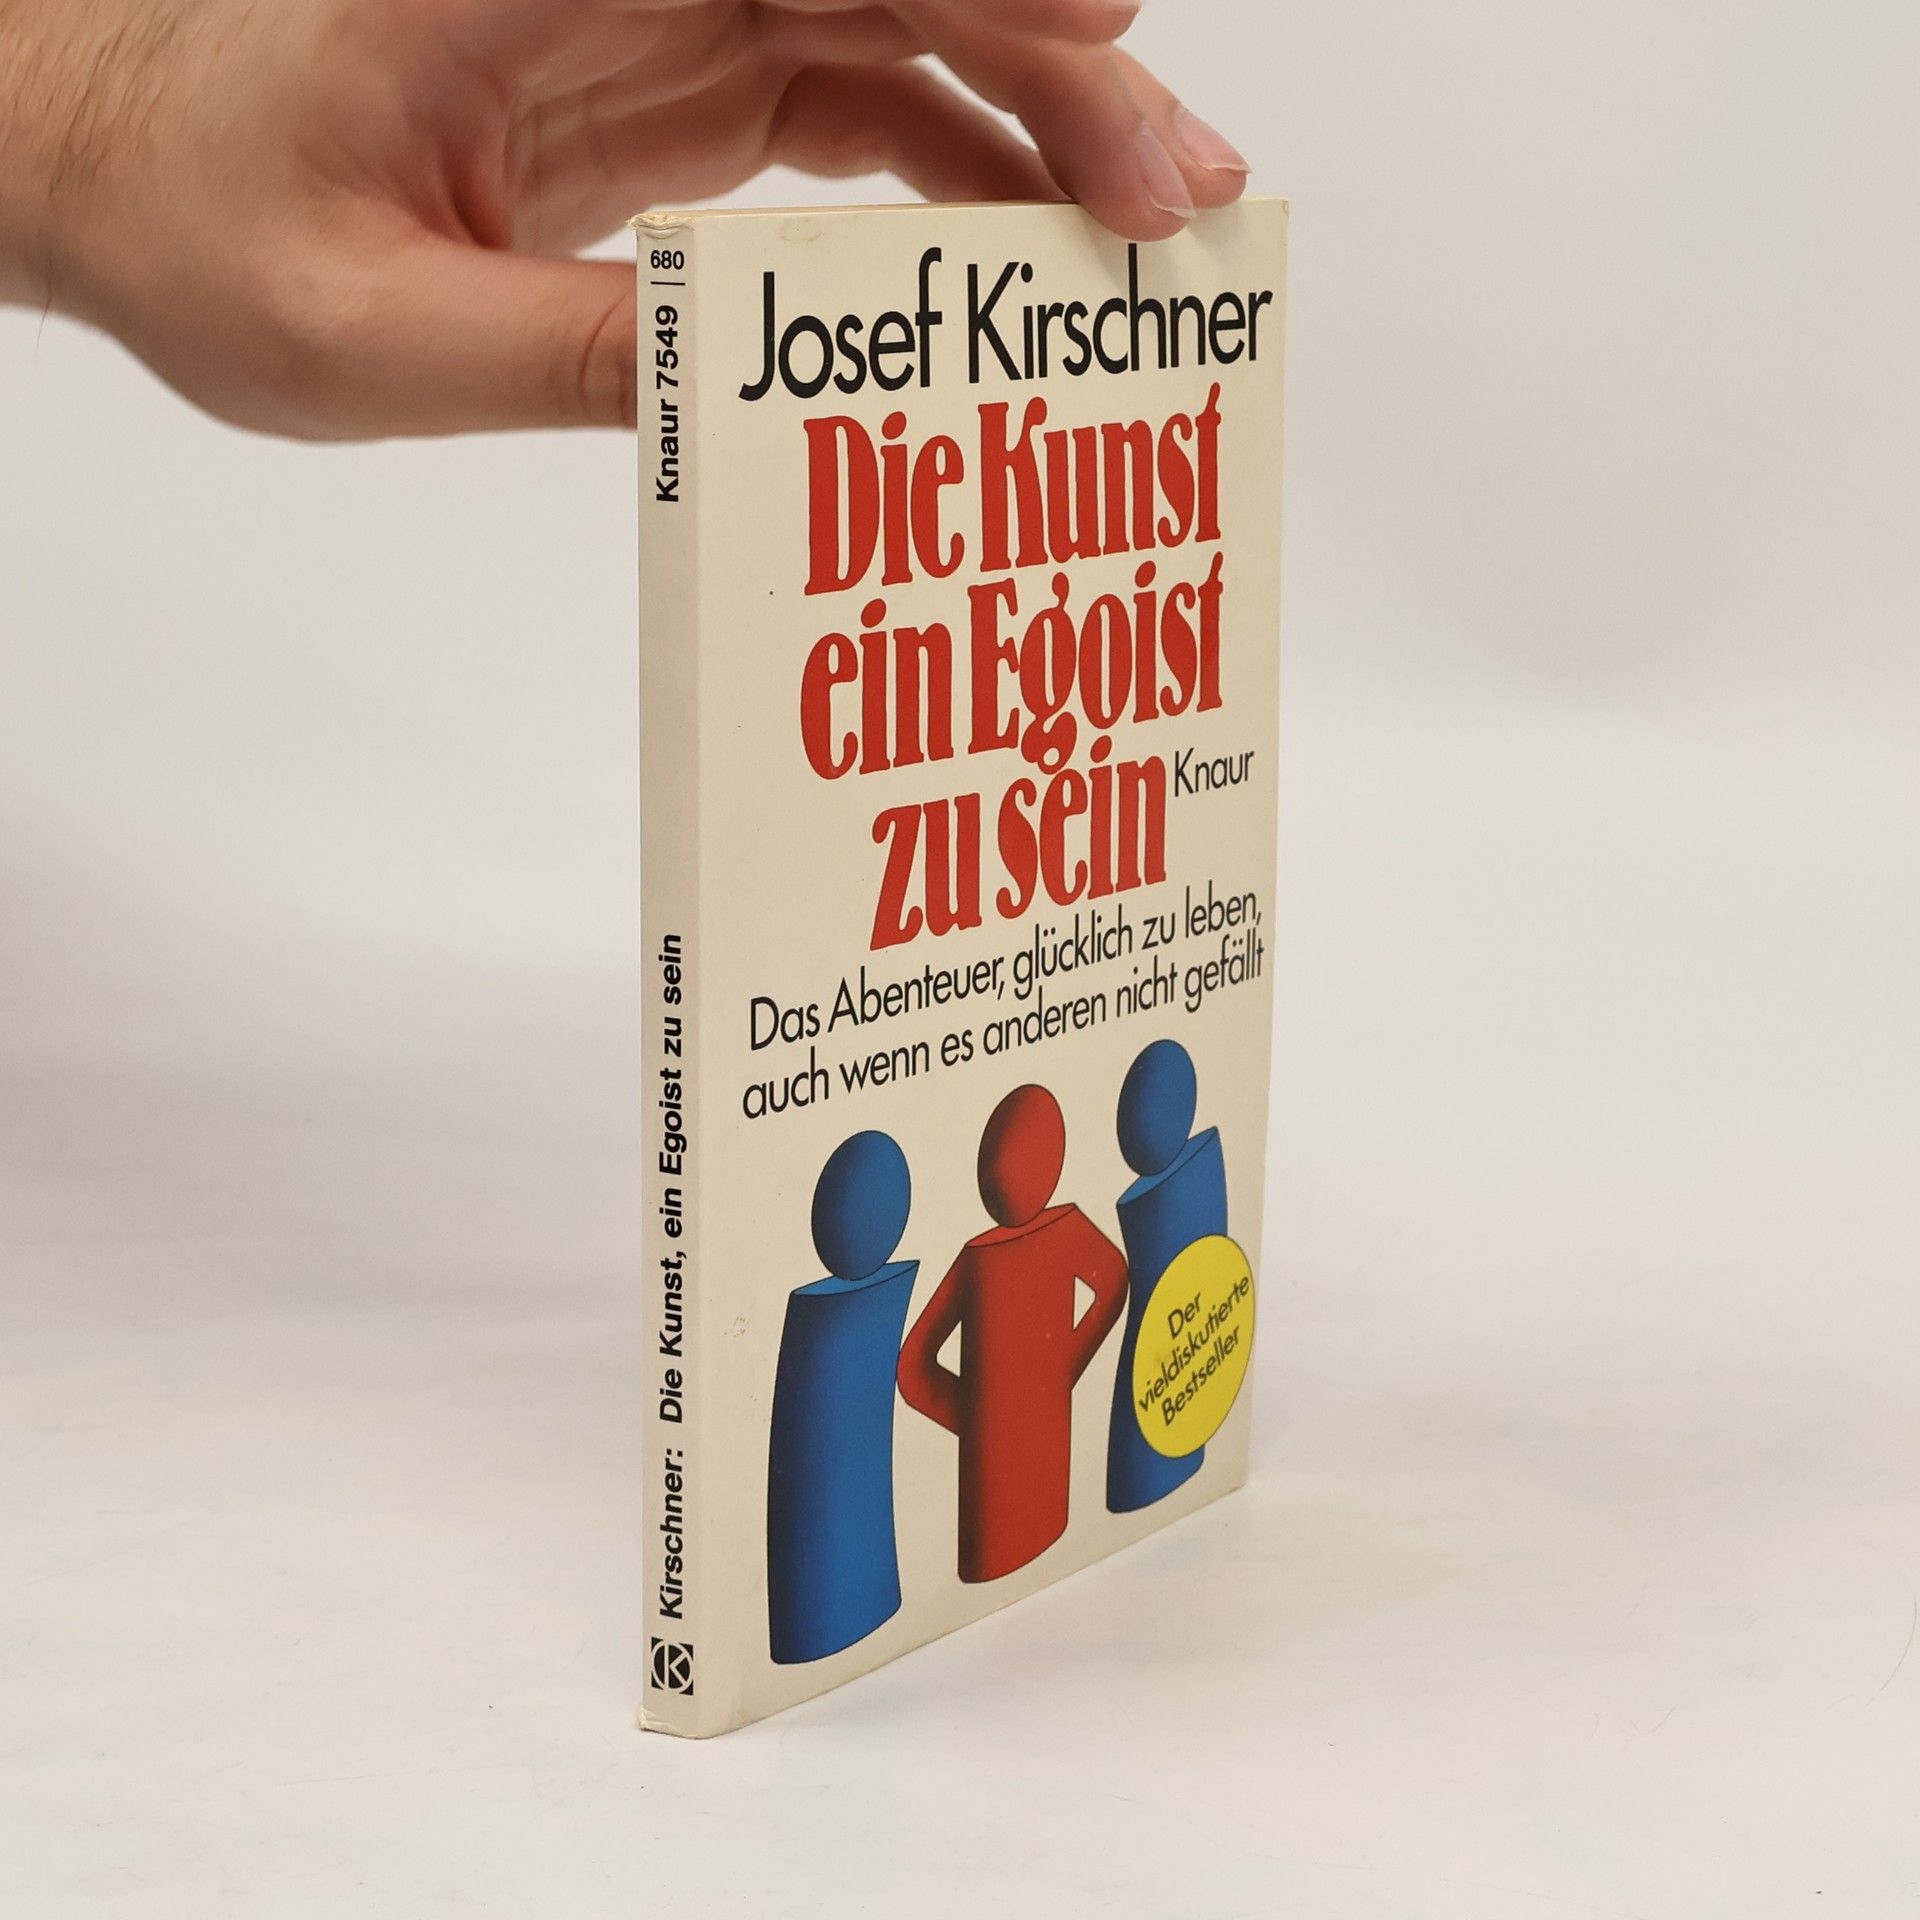 680
Knaur 7549
Kirschner: Die Kunst, ein Egoist zu sein
K
Josef Kirschner
Die Kunst
ein Egoist
zu sein
Knaur
Das Abenteuer, glücklich zu leben,
auch wenn es anderen nicht gefällt
Der
vieldiskutierte
Bestseller